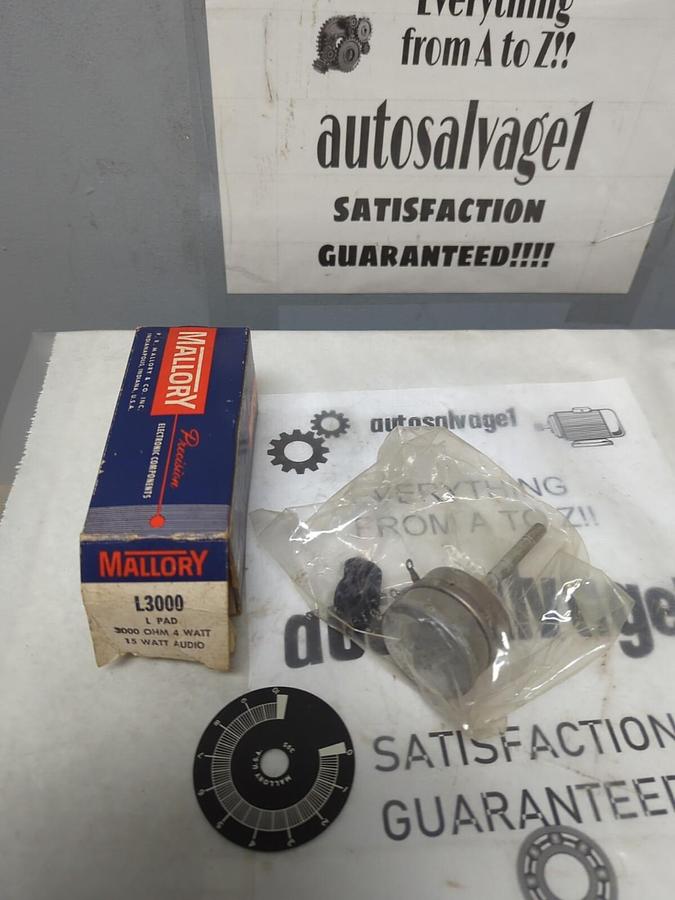 Everything
from A to Z!!
autosalvage1
SATISFACTION
GUARANTEED!!!!
MALLORY
P. R. MALLORY & CO. INC.
INDIANAPOLIS, INDIANA, U.S.A.
Precision
ELECTRONIC COMPONENTS
MALLORY
L3000
L PAD
3000 OHM 4 WATT
15 WATT AUDIO
autosalvage1
EVERYTHING
FROM A TO Z!!
SATISFACTION
GUARANTEED
MALLORY
U.S.A.